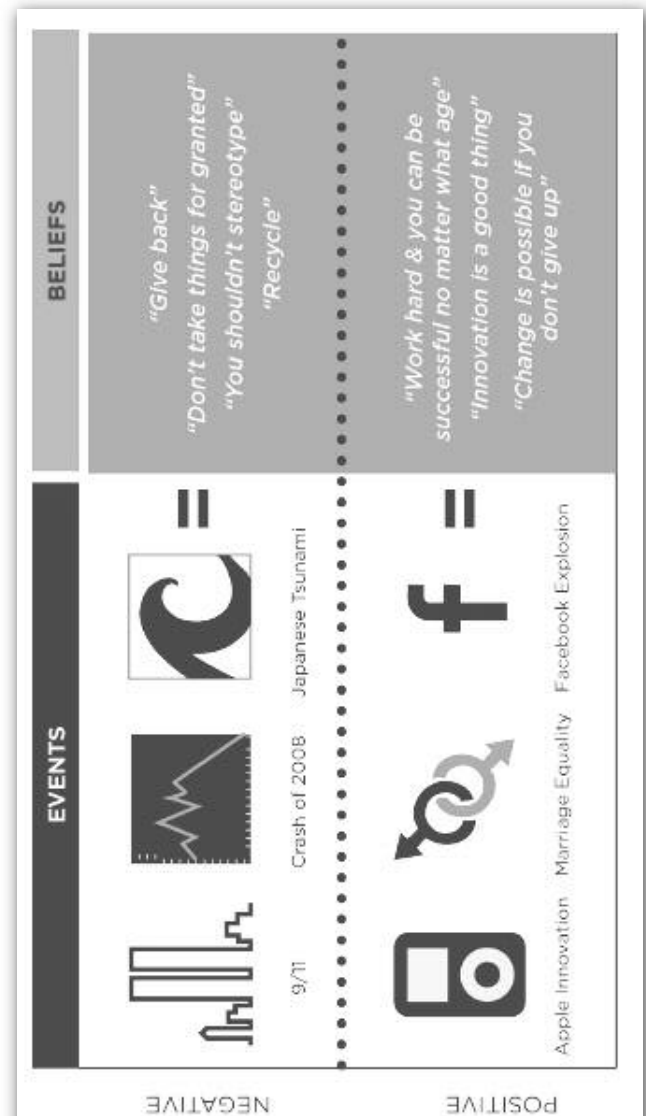 EVENTS
BELIEFS
NEGATIVE
9/11
Crash of 2008
Japanese Tsunami
=
“Give back”
“Don’t take things for granted”
“You shouldn’t stereotype”
“Recycle”
POSITIVE
Apple Innovation
Marriage Equality
Facebook Explosion
f
=
“Work hard & you can be
successful no matter what age”
“Innovation is a good thing”
“Change is possible if you
don’t give up”